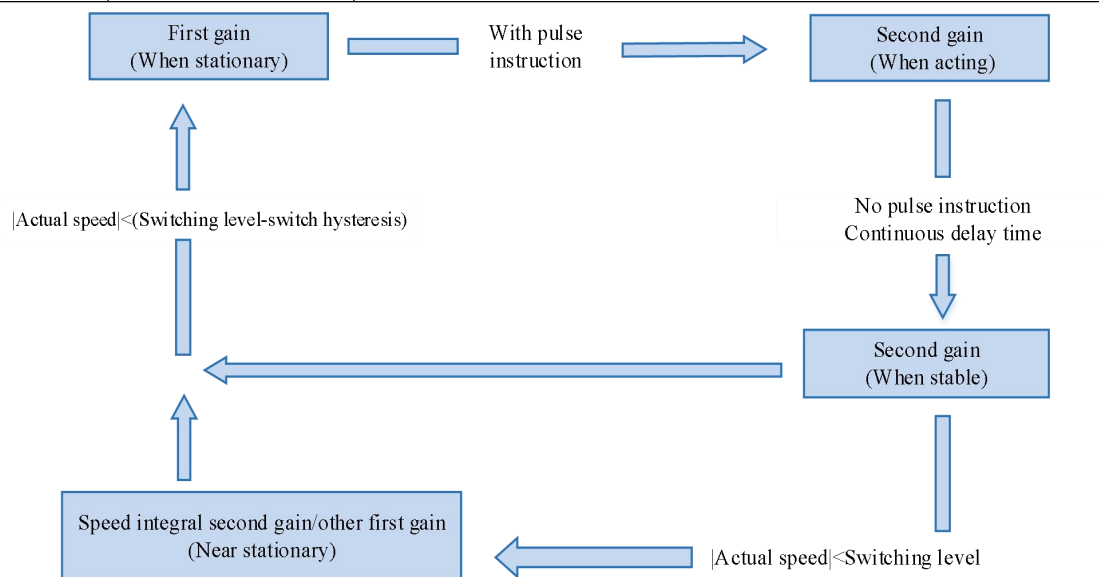 First gain
(When stationary)
With pulse
instruction
Second gain
(When acting)
|Actual speed|<(Switching level-switch hysteresis)
No pulse instruction
Continuous delay time
Second gain
(When stable)
Speed integral second gain/other first gain
(Near stationary)
|Actual speed|<Switching level